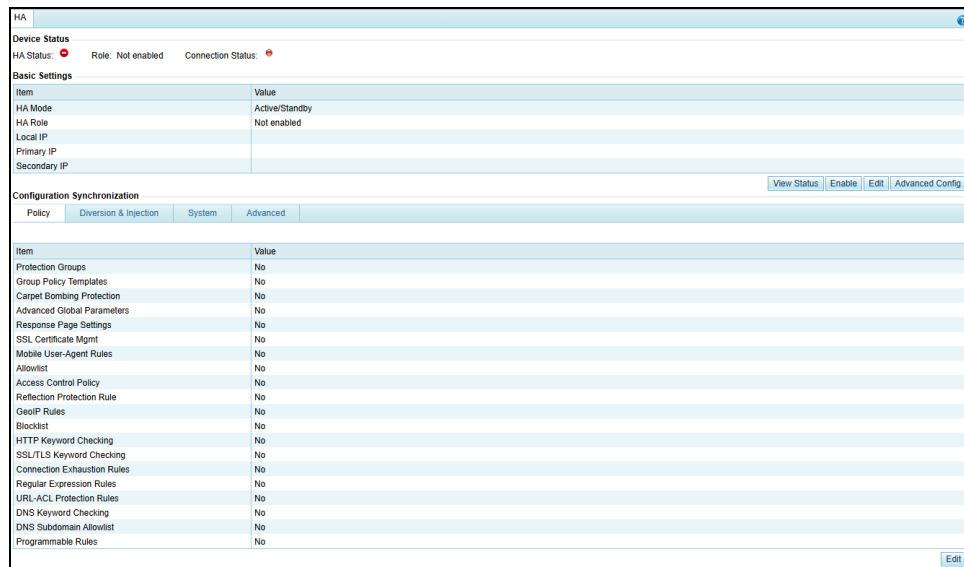 HA
Device Status
HA Status: Role: Not enabled Connection Status:
Basic Settings
Item Value
HA Mode Active/Standby
HA Role Not enabled
Local IP
Primary IP
Secondary IP
View Status Enable Edit Advanced Config
Configuration Synchronization
Policy Diversion & Injection System Advanced
Item Value
Protection Groups No
Group Policy Templates No
Carpet Bombing Protection No
Advanced Global Parameters No
Response Page Settings No
SSL Certificate Mgmt No
Mobile User-Agent Rules No
Allowlist No
Access Control Policy No
Reflection Protection Rule No
GeoIP Rules No
Blocklist No
HTTP Keyword Checking No
SSL/TLS Keyword Checking No
Connection Exhaustion Rules No
Regular Expression Rules No
URL-ACL Protection Rules No
DNS Keyword Checking No
DNS Subdomain Allowlist No
Programmable Rules No
Edit